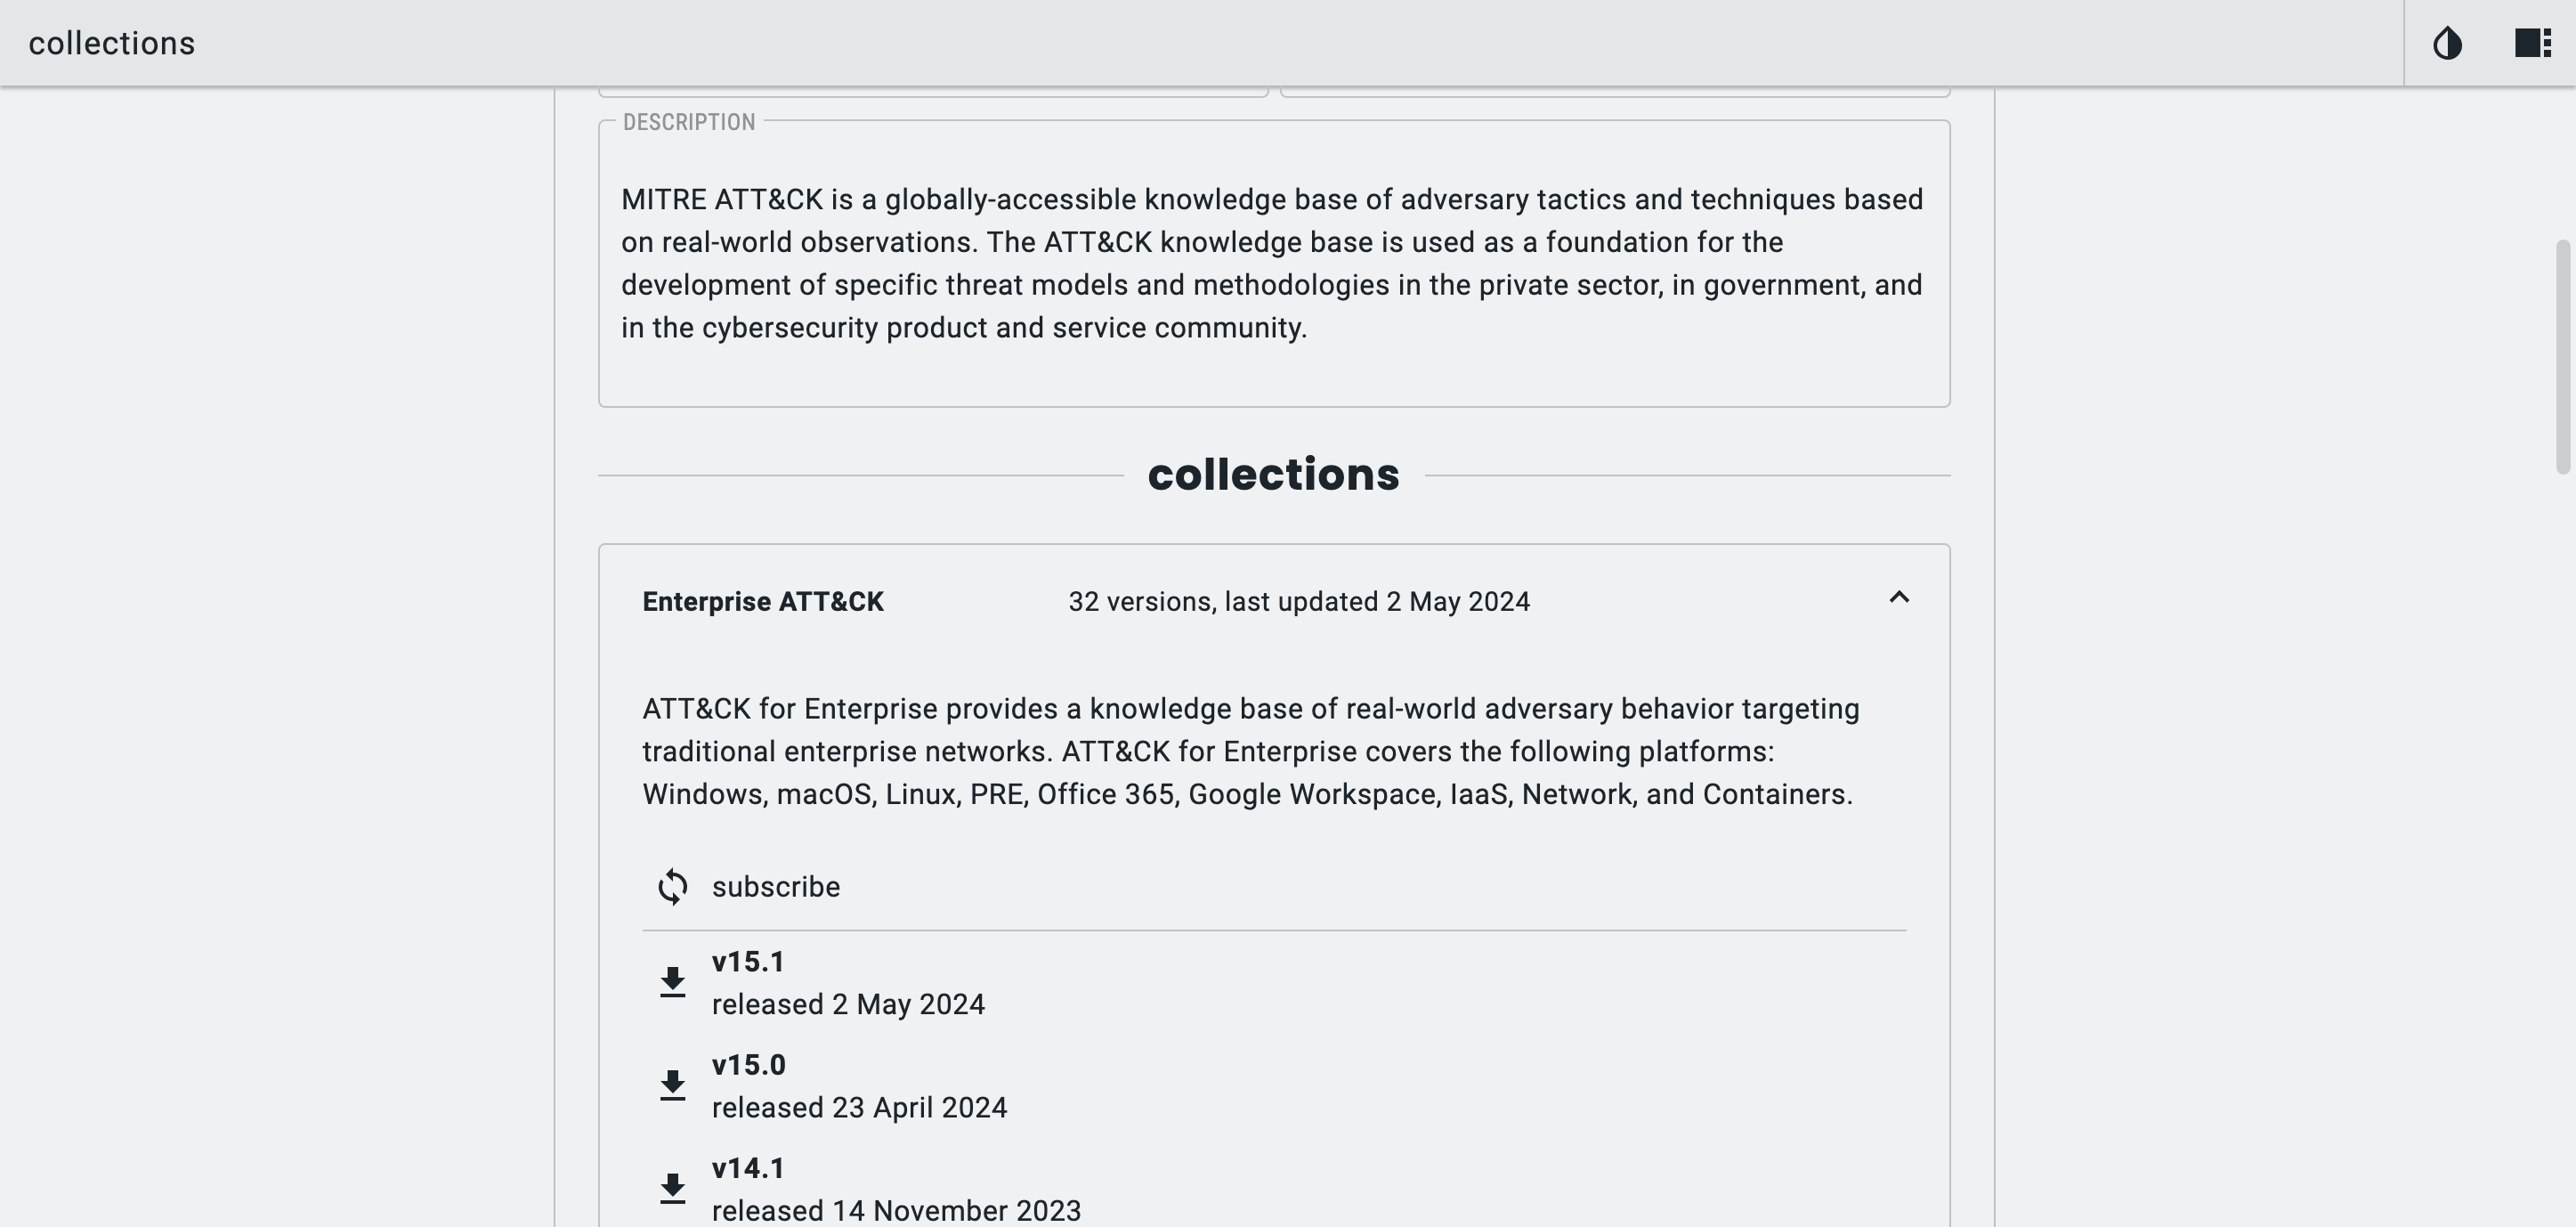 collections
DESCRIPTION
MITRE ATT&CK is a globally-accessible knowledge base of adversary tactics and techniques based
on real-world observations. The ATT&CK knowledge base is used as a foundation for the
development of specific threat models and methodologies in the private sector, in government, and
in the cybersecurity product and service community.
collections
Enterprise ATT&CK 32 versions, last updated 2 May 2024
ATT&CK for Enterprise provides a knowledge base of real-world adversary behavior targeting
traditional enterprise networks. ATT&CK for Enterprise covers the following platforms:
Windows, macOS, Linux, PRE, Office 365, Google Workspace, IaaS, Network, and Containers.
subscribe
v15.1
released 2 May 2024
v15.0
released 23 April 2024
v14.1
released 14 November 2023